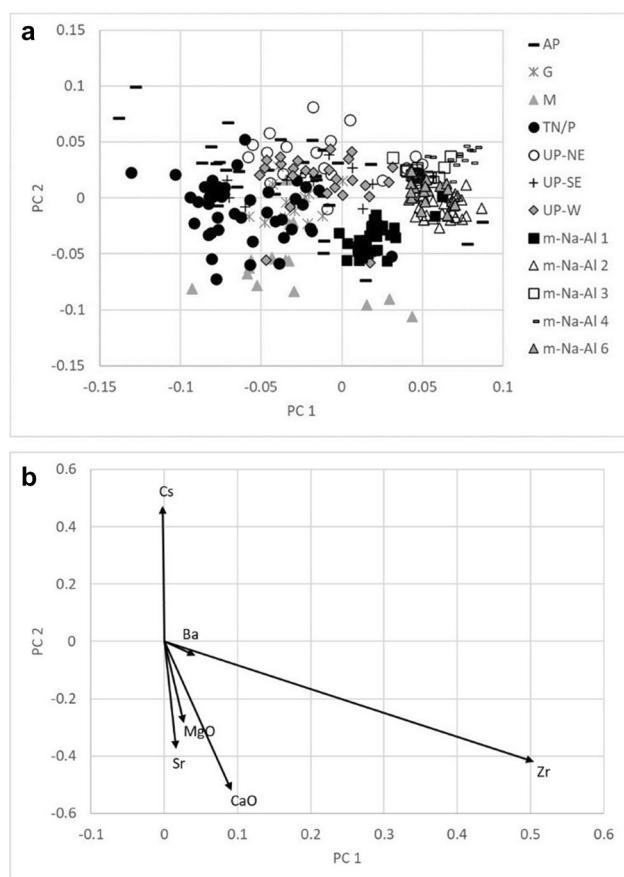 a
0.15
0.1
0.05
0
-0.05
-0.1
-0.15
PC 2
-0.15
-0.1
-0.05
0
0.05
0.1
PC 1
AP
G
M
TN/P
UP-NE
UP-SE
UP-W
m-Na-Al 1
m-Na-Al 2
m-Na-Al 3
m-Na-Al 4
m-Na-Al 6
b
0.6
0.4
0.2
0
-0.2
-0.4
-0.6
PC 2
Cs
Ba
MgO
Sr
CaO
Zr
-0.1
0
0.1
0.2
0.3
0.4
0.5
0.6
PC 1